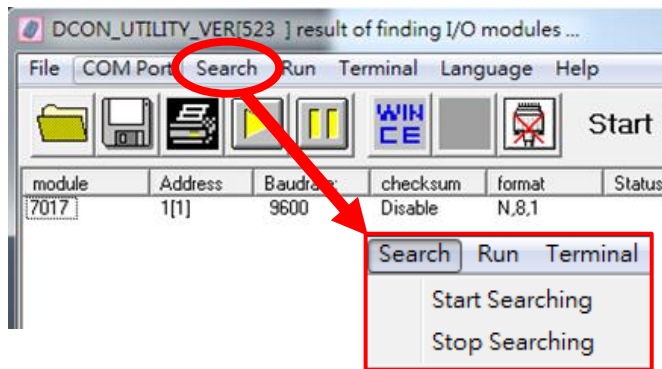 DCON_UTILITY_VER[523 ] result of finding I/O modules ...
File COM Port Search Run Terminal Language Help
WIN CE Start
module Address Baudrate: checksum format Status
7017 1[1] 9600 Disable N,8,1
Search Run Terminal
Start Searching
Stop Searching